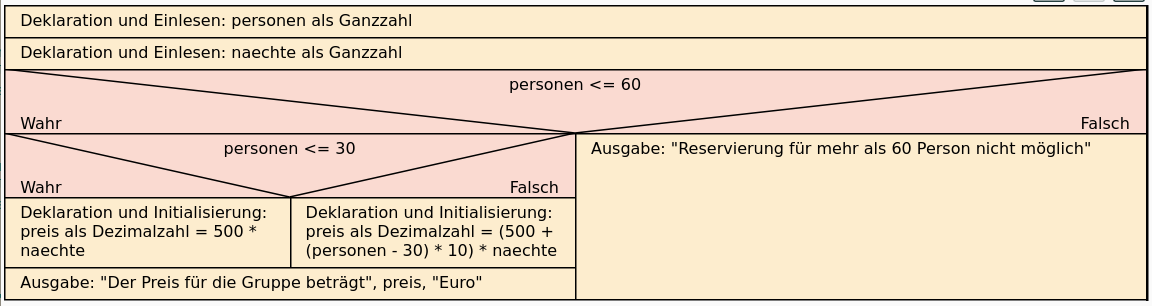 Deklaration und Einlesen: personen als Ganzzahl
Deklaration und Einlesen: naechte als Ganzzahl
personen <= 60
Wahr
Falsch
personen <= 30
Wahr
Falsch
Deklaration und Initialisierung:
preis als Dezimalzahl = 500 *
naechte
Deklaration und Initialisierung:
preis als Dezimalzahl = (500 +
(personen - 30) * 10) * naechte
Ausgabe: "Der Preis für die Gruppe beträgt", preis, "Euro"
Ausgabe: "Reservierung für mehr als 60 Person nicht möglich"